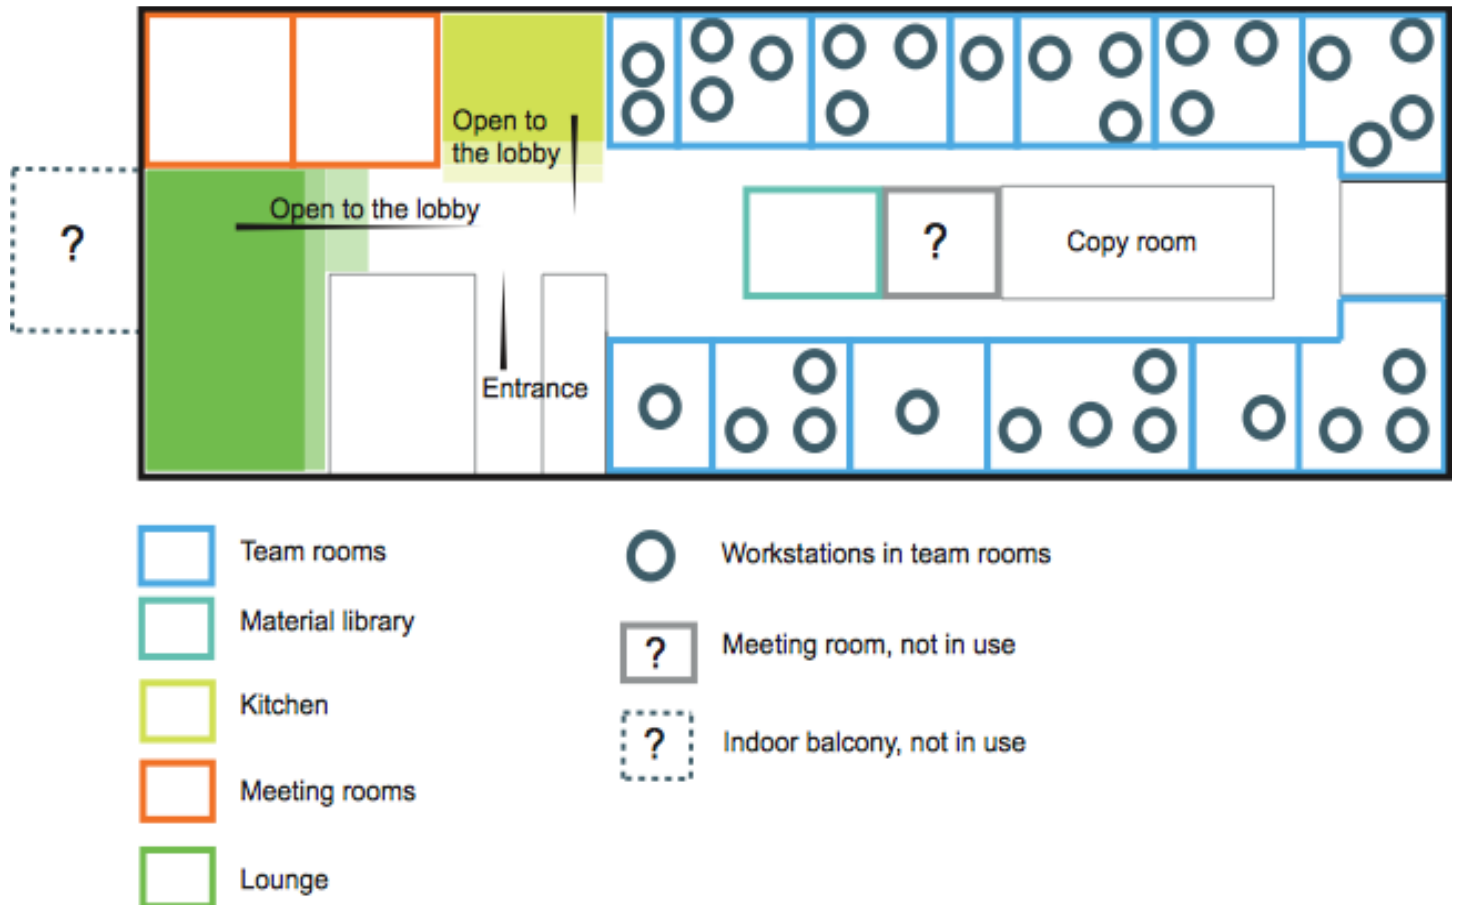 Open to
the lobby
Open to the lobby
?
?
Copy room
Entrance
Team rooms
Workstations in team rooms
Material library
?
Meeting room, not in use
Kitchen
?
Indoor balcony, not in use
Meeting rooms
Lounge